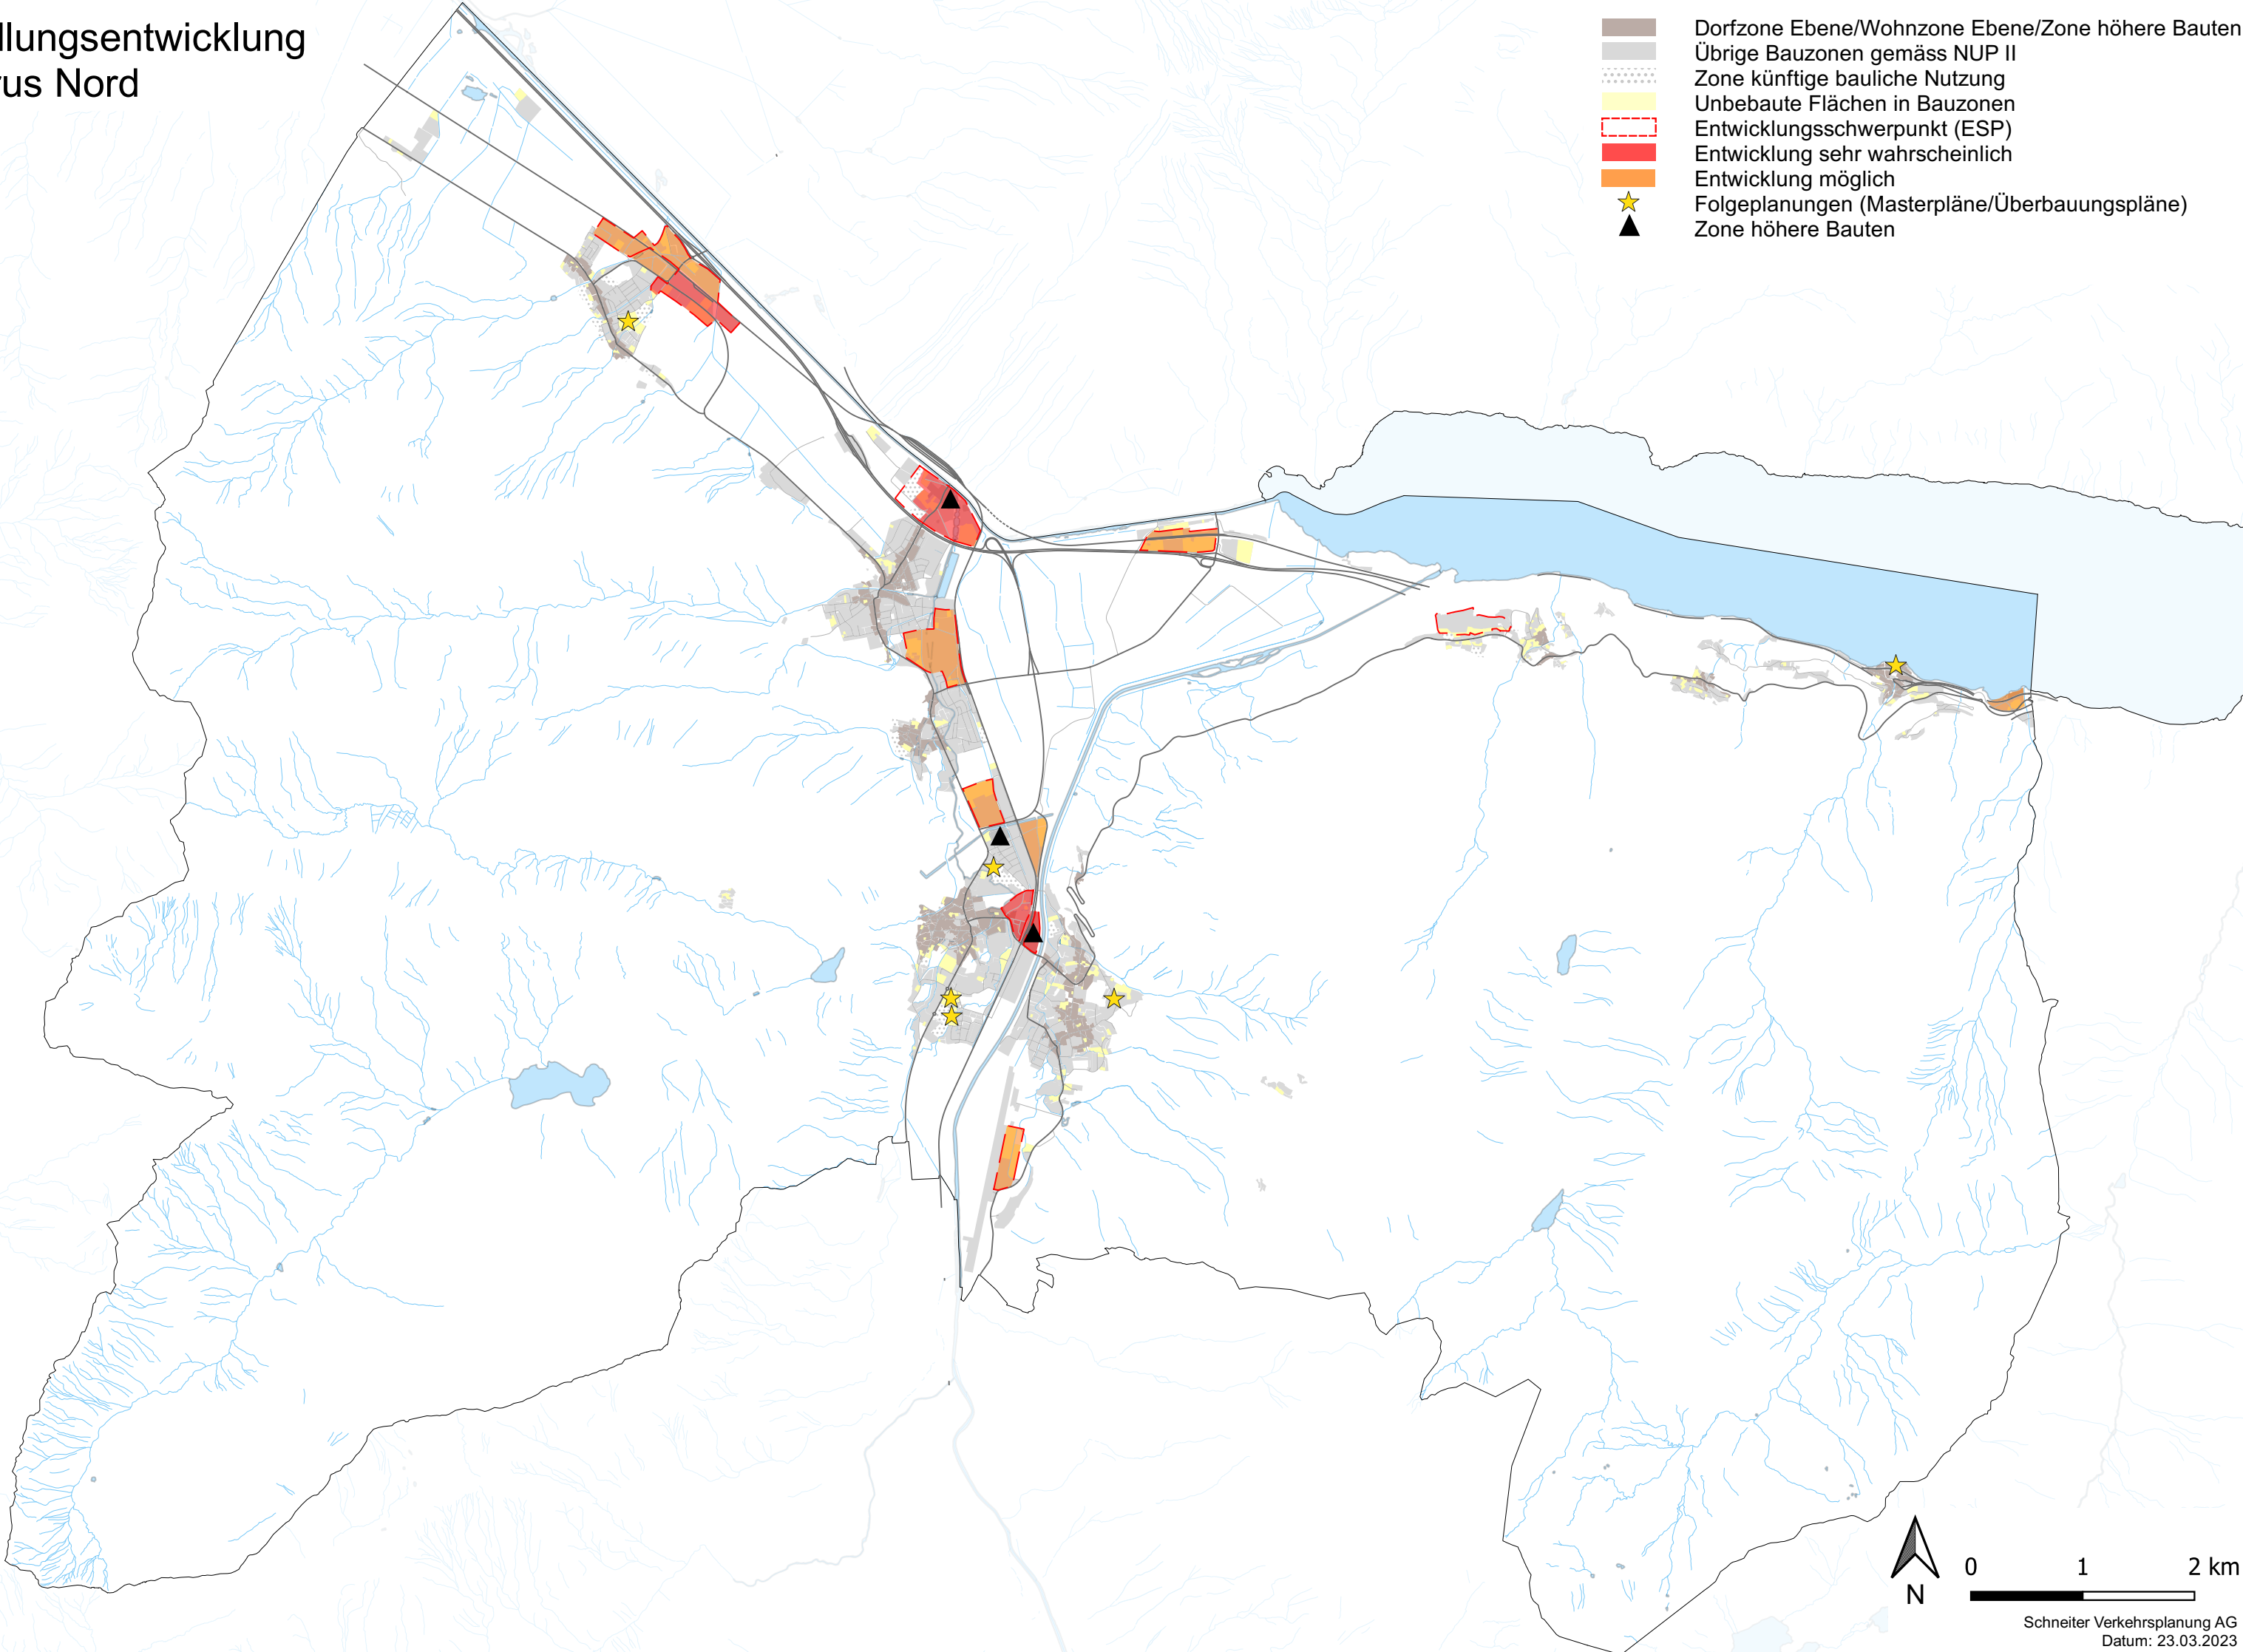 llungsentwicklung
rus Nord
Dorfzone Ebene/Wohnzone Ebene/Zone höhere Bauten
Übrige Bauzonen gemäss NUP II
Zone künftige bauliche Nutzung
Unbebaute Flächen in Bauzonen
Entwicklungsschwerpunkt (ESP)
Entwicklung sehr wahrscheinlich
Entwicklung möglich
Folgeplanungen (Masterpläne/Überbauungspläne)
Zone höhere Bauten
0 1 2 km
N
Schneiter Verkehrsplanung AG
Datum: 23.03.2023